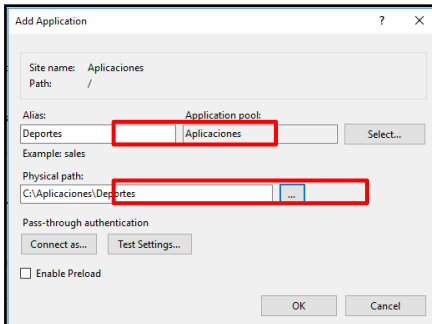 Add Application ? ×
Site name: Aplicaciones
Path: /
Alias: Application pool:
Deportes Aplicaciones Select...
Example: sales
Physical path:
C:\Aplicaciones\Deportes ...
Pass-through authentication
Connect as... Test Settings...
Enable Preload
OK Cancel